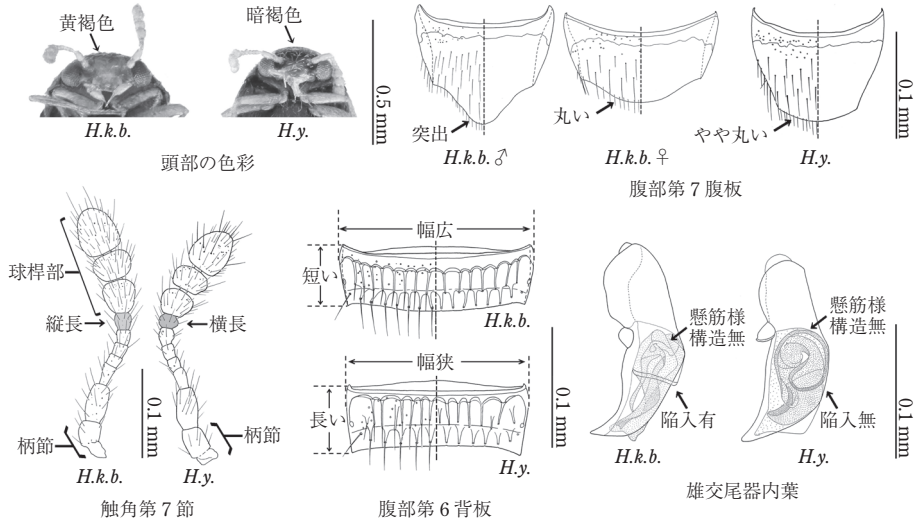 黄褐色
暗褐色
H.k.b.
H.y.
0.5 mm
頭部の色彩
突出
丸い
やや丸い
H.k.b.♂
H.k.b.♀
H.y.
0.1 mm
腹部第7腹板
球桿部
縦長
横長
柄節
柄節
0.1 mm
H.k.b.
H.y.
触角第7節
幅広
短い
H.k.b.
幅狭
長い
H.y.
0.1 mm
腹部第6背板
懸筋様
構造無
陥入有
H.k.b.
懸筋様
構造無
陥入無
H.y.
0.1 mm
雄交尾器内葉